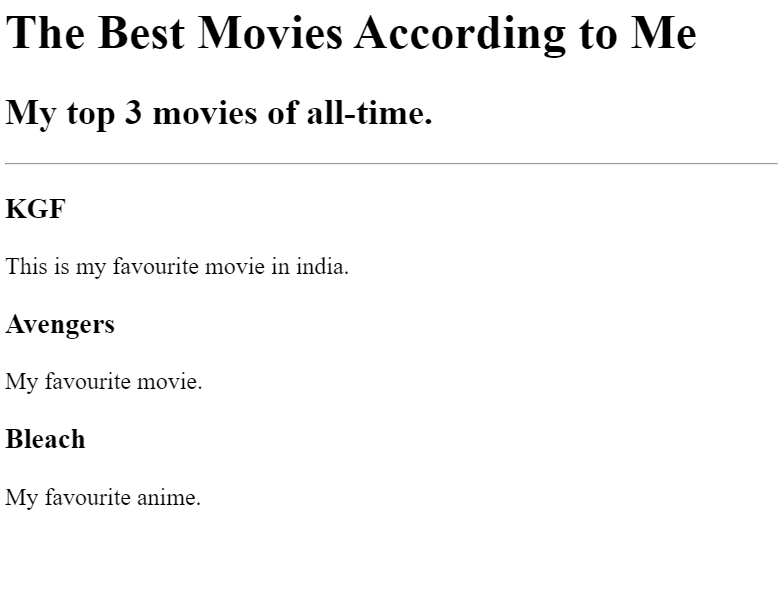 The Best Movies According to Me
My top 3 movies of all-time.
KGF
This is my favourite movie in india.
Avengers
My favourite movie.
Bleach
My favourite anime.